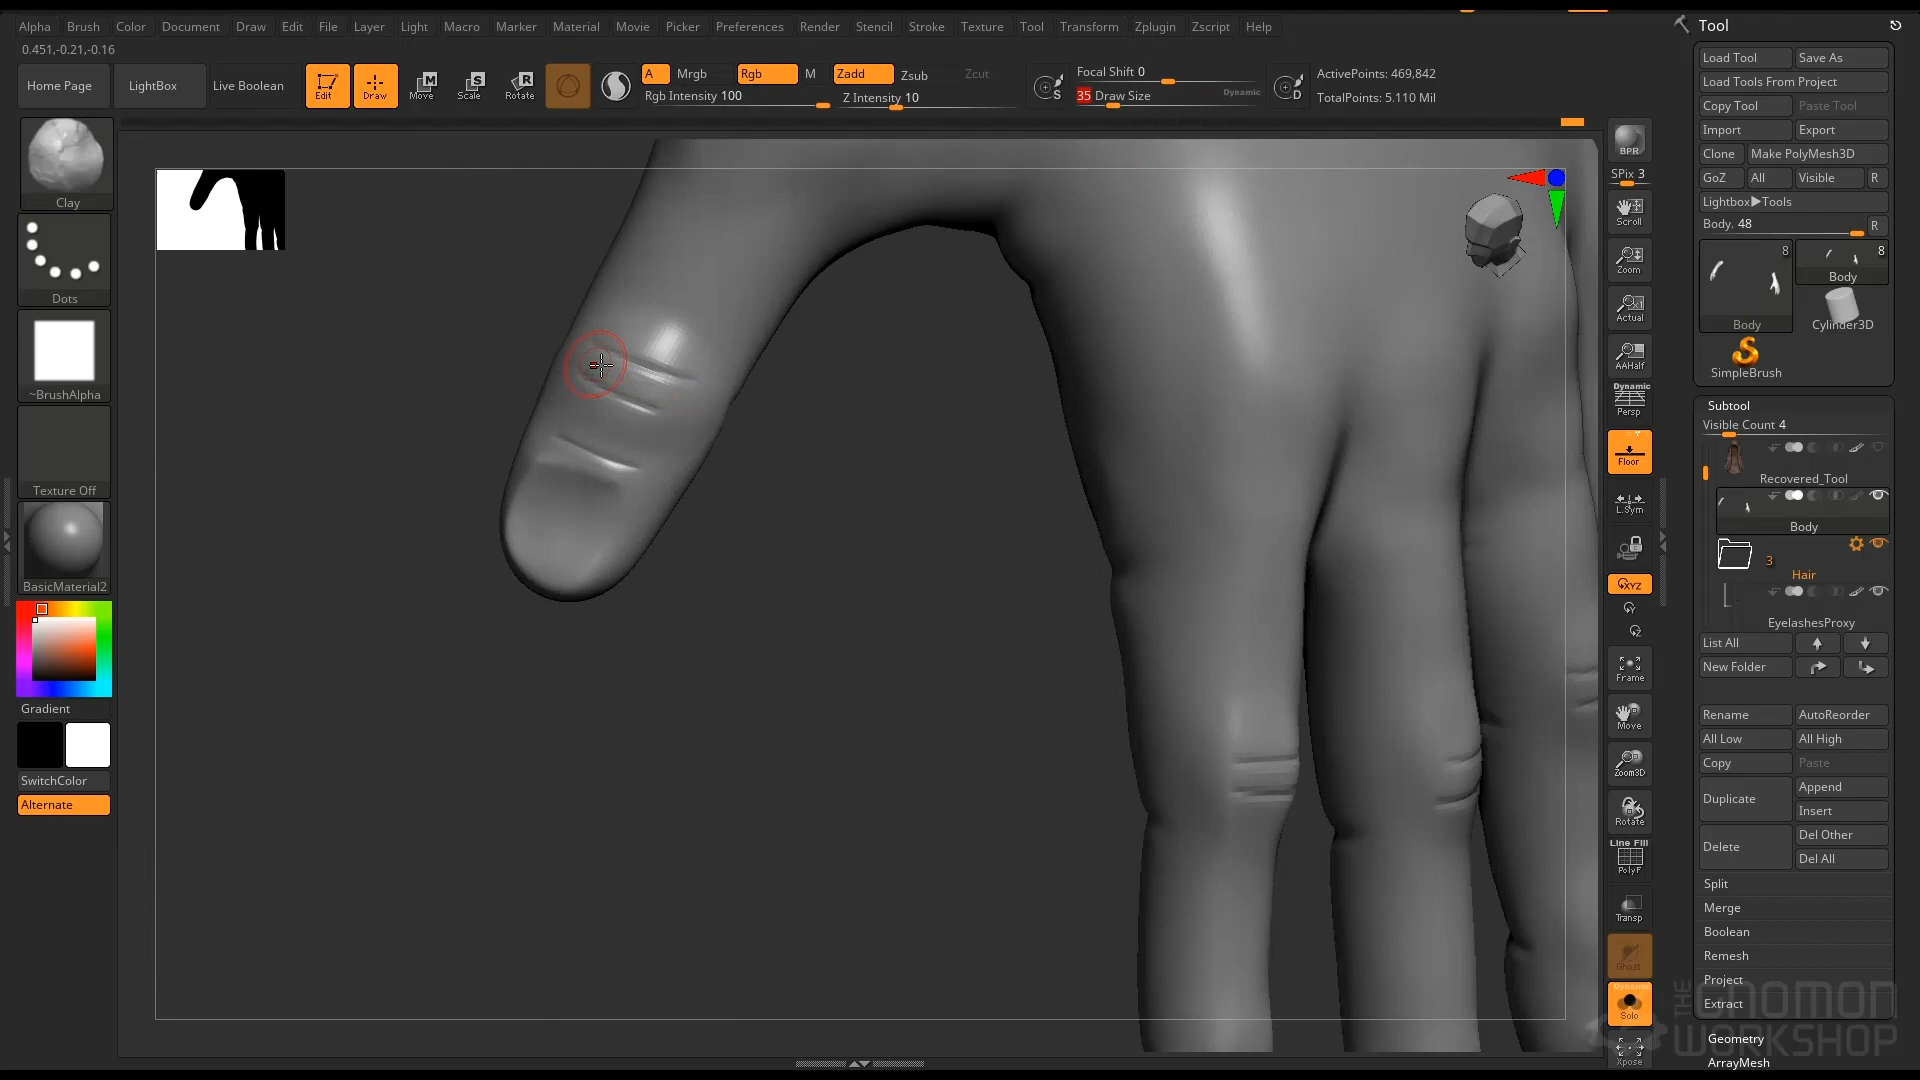 Alpha Brush Color Document Draw Edit File Layer Light Macro Marker Material Movie Picker Preferences Render Stencil Stroke Texture Tool Transform Zplugin Zscript Help
0.451,-0.21,-0.16
Home Page LightBox Live Boolean Edit Draw Move Scale Rotate
A Mrgb Rgb M Zadd Zsub Zcut
Rgb Intensity 100 Z Intensity 10
Focal Shift 0
35 Draw Size Dynamic
ActivePoints: 469,842
TotalPoints: 5.110 Mil
Clay
Dots
~BrushAlpha
Texture Off
BasicMaterial2
Gradient
SwitchColor
Alternate
BPR
SPix 3
Scroll
Zoom
Actual
AAHalf
Dynamic
Persp
Floor
L.Sym
XYZ
Y
Z
Frame
Move
Zoom3D
Rotate
Line Fill
PolyF
Transp
Ghost
Dynamic
Solo
Xpose
Tool
Load Tool Save As
Load Tools From Project
Copy Tool Paste Tool
Import Export
Clone Make PolyMesh3D
GoZ All Visible R
Lightbox▶Tools
Body. 48 R
8 8
Body
Body Cylinder3D
SimpleBrush
Subtool
Visible Count 4
Recovered_Tool
Body
3
Hair
EyelashesProxy
List All
New Folder
Rename AutoReorder
All Low All High
Copy Paste
Duplicate Append
Insert
Delete Del Other
Del All
Split
Merge
Boolean
Remesh
Project
Extract
Geometry
ArrayMesh
THE GNOMON WORKSHOP